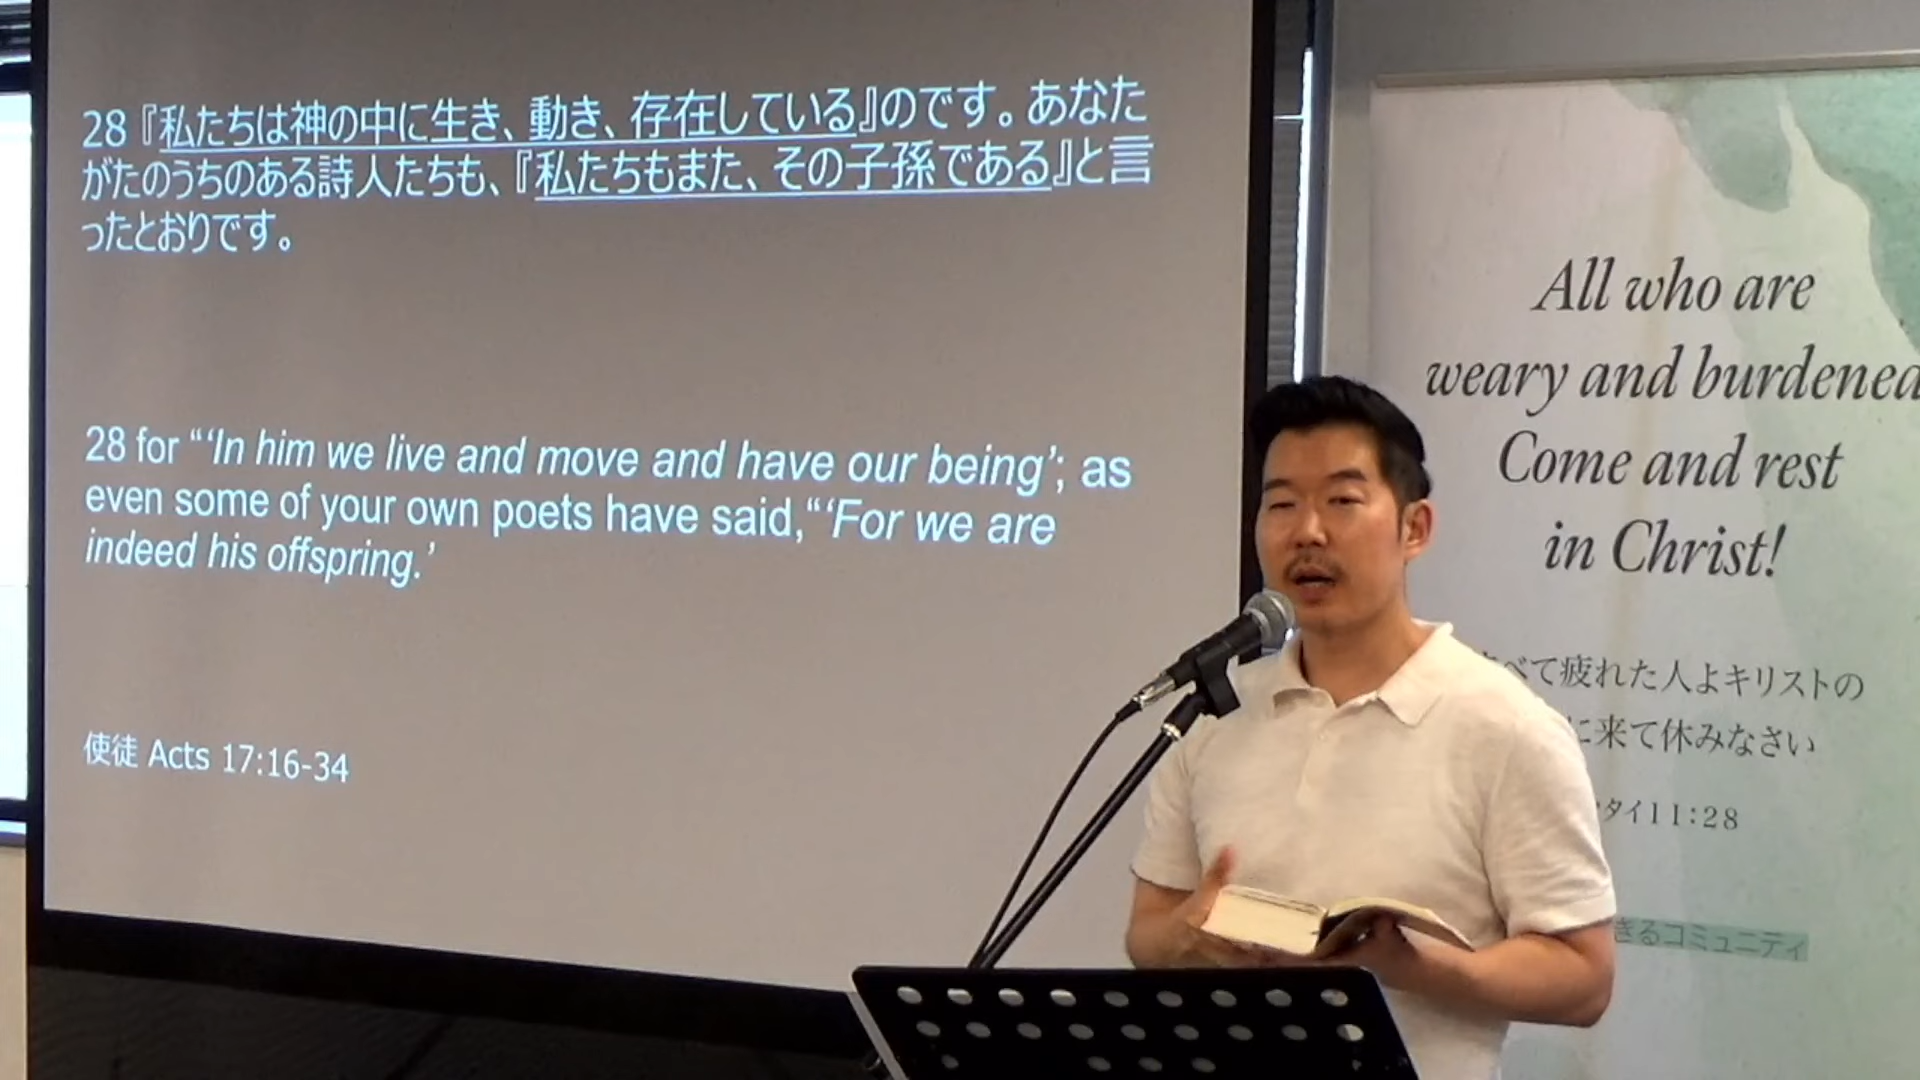 28『私たちは神の中に生き、動き、存在している』のです。あなた
がたのうちのある詩人たちも、『私たちもまた、その子孫である』と言
ったとおりです。
28 for “‘In him we live and move and have our being’; as
even some of your own poets have said,“‘For we are
indeed his offspring.’
使徒 Acts 17:16-34
All who are
weary and burdened
Come and rest
in Christ!
べて疲れた人よキリストの
に来て休みなさい
タイ11:28
きるコミュニティ